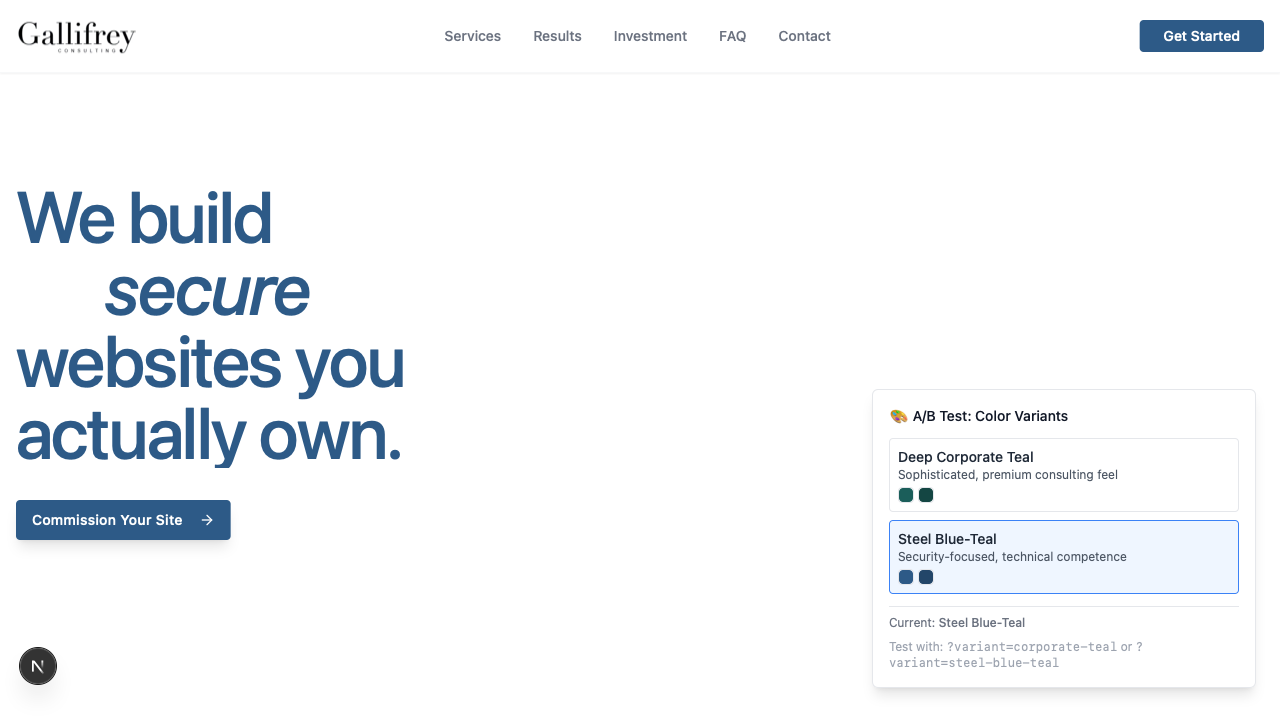 Gallifrey
CONSULTING
Services
Results
Investment
FAQ
Contact
Get Started
We build
secure
websites you
actually own.
Commission Your Site →
🎨 A/B Test: Color Variants
Deep Corporate Teal
Sophisticated, premium consulting feel
Steel Blue-Teal
Security-focused, technical competence
Current: Steel Blue-Teal
Test with: ?variant=corporate-teal or ?
variant=steel-blue-teal
N